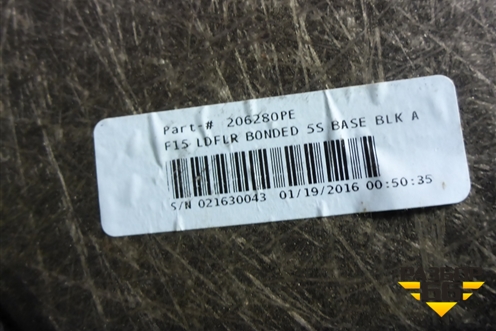 Part-# 206280PE
F15 LDFLR BONDED 5S BASE BLK A
S/N 021630043 01/19/2016 00:50:35